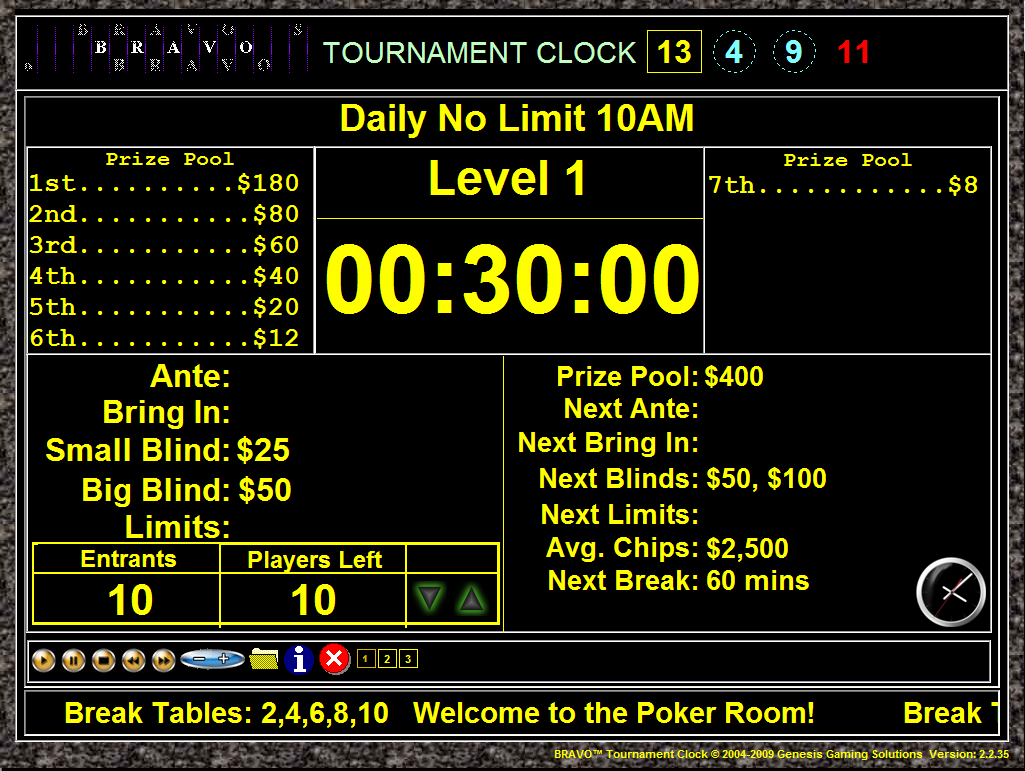 BRAVO TOURNAMENT CLOCK 13 4 9 11
Daily No Limit 10AM
Prize Pool
1st..........$180
2nd...........$80
3rd...........$60
4th...........$40
5th...........$20
6th...........$12
Level 1
00:30:00
Prize Pool
7th............$8
Ante:
Bring In:
Small Blind: $25
Big Blind: $50
Limits:
Entrants Players Left
10 10
Prize Pool: $400
Next Ante:
Next Bring In:
Next Blinds: $50, $100
Next Limits:
Avg. Chips: $2,500
Next Break: 60 mins
1 2 3
Break Tables: 2,4,6,8,10 Welcome to the Poker Room! Break T
BRAVO™ Tournament Clock © 2004-2009 Genesis Gaming Solutions Version: 2.2.35